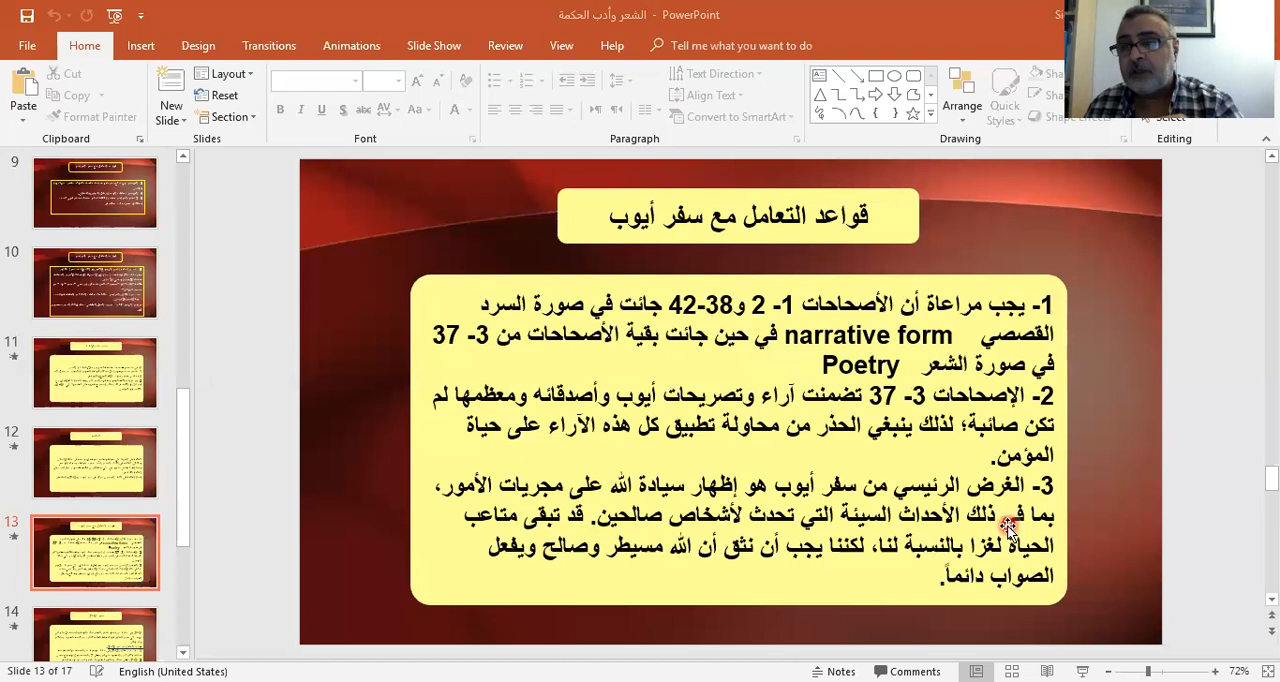 الشعر وأدب الحكمة - PowerPoint
Si
File Home Insert Design Transitions Animations Slide Show Review View Help Tell me what you want to do
Paste
Cut
Copy
Format Painter
Clipboard
New Slide
Layout
Reset
Section
Slides
B I U S abc AV Aa A
Font
Text Direction
Align Text
Convert to SmartArt
Paragraph
Arrange
Quick Styles
Drawing
Select
Editing
9
10
11
12
13
14
قواعد التعامل مع سفر أيوب
1- يجب مراعاة أن الأصحاحات 1- 2 و38-42 جائت في صورة السرد
القصصي narrative form في حين جائت بقية الأصحاحات من 3- 37
في صورة الشعر Poetry
2- الإصحاحات 3- 37 تضمنت آراء وتصريحات أيوب وأصدقائه ومعظمها لم
تكن صائبة؛ لذلك ينبغي الحذر من محاولة تطبيق كل هذه الآراء على حياة
المؤمن.
3- الغرض الرئيسي من سفر أيوب هو إظهار سيادة الله على مجريات الأمور،
بما في ذلك الأحداث السيئة التي تحدث لأشخاص صالحين. قد تبقى متاعب
الحياة لغزا بالنسبة لنا، لكننا يجب أن نثق أن الله مسيطر وصالح ويفعل
الصواب دائماً.
Slide 13 of 17 English (United States) Notes Comments 72%